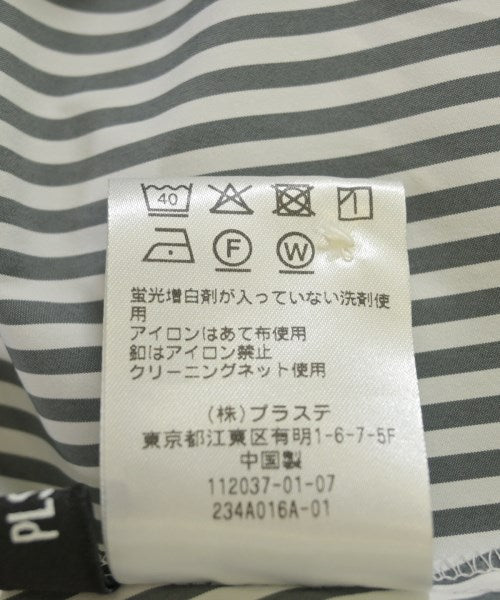 40
F
W
蛍光増白剤が入っていない洗剤使
用
アイロンはあて布使用
釦はアイロン禁止
クリーニングネット使用
(株)プラステ
東京都江東区有明1-6-7-5F
中国製
112037-01-07
234A016A-01
PLS